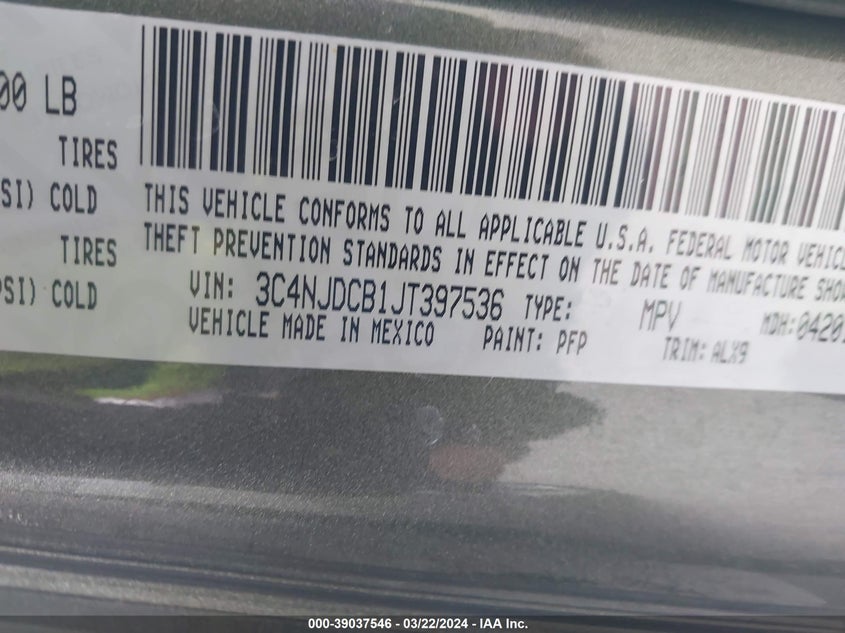 00 LB
TIRES
SI) COLD
TIRES
PSI) COLD
THIS VEHICLE CONFORMS TO ALL APPLICABLE U.S.A. FEDERAL MOTOR VEHICL
THEFT PREVENTION STANDARDS IN EFFECT ON THE DATE OF MANUFACTURE SHO
VIN: 3C4NJDCB1JT397536 TYPE: MPV MDH:0420
VEHICLE MADE IN MEXICO PAINT: PFP TRIM: ALX9
000-39037546 - 03/22/2024 - IAA Inc.